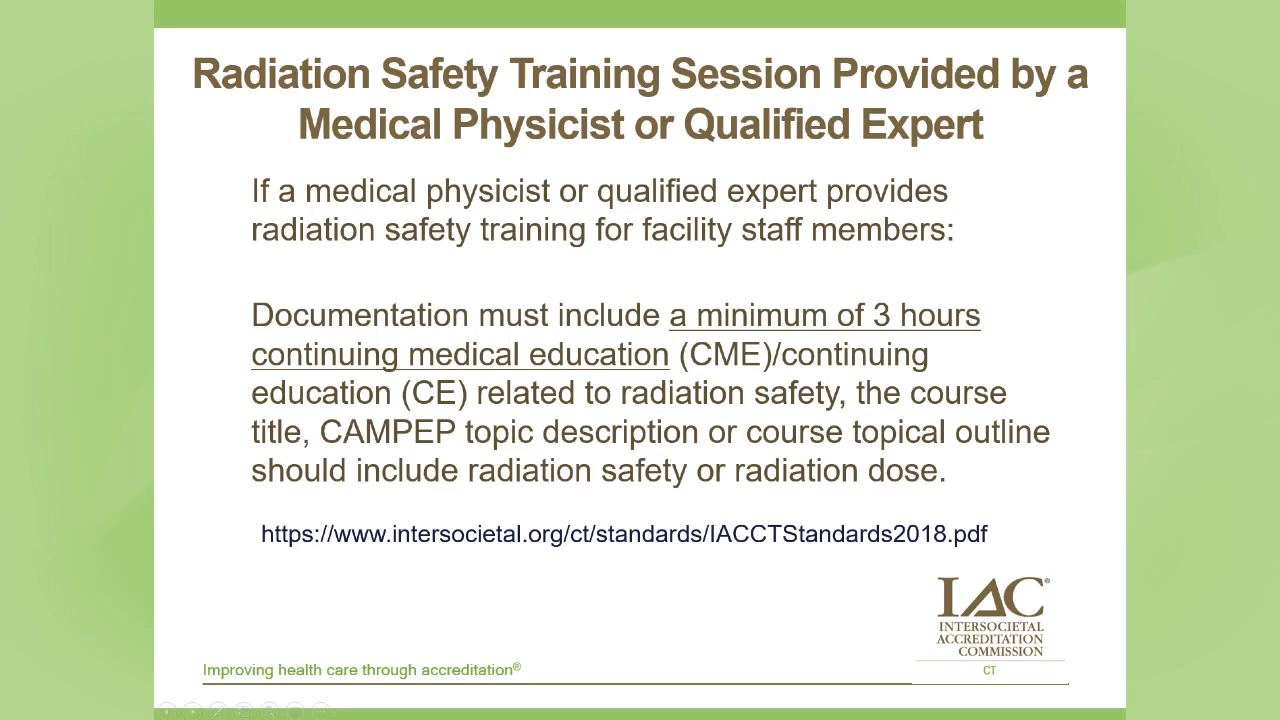 Radiation Safety Training Session Provided by a
Medical Physicist or Qualified Expert
If a medical physicist or qualified expert provides
radiation safety training for facility staff members:
Documentation must include a minimum of 3 hours
continuing medical education (CME)/continuing
education (CE) related to radiation safety, the course
title, CAMPEP topic description or course topical outline
should include radiation safety or radiation dose.
https://www.intersocietal.org/ct/standards/IACCTStandards2018.pdf
IAC®
INTERSOCIETAL
ACCREDITATION
COMMISSION
CT
Improving health care through accreditation®